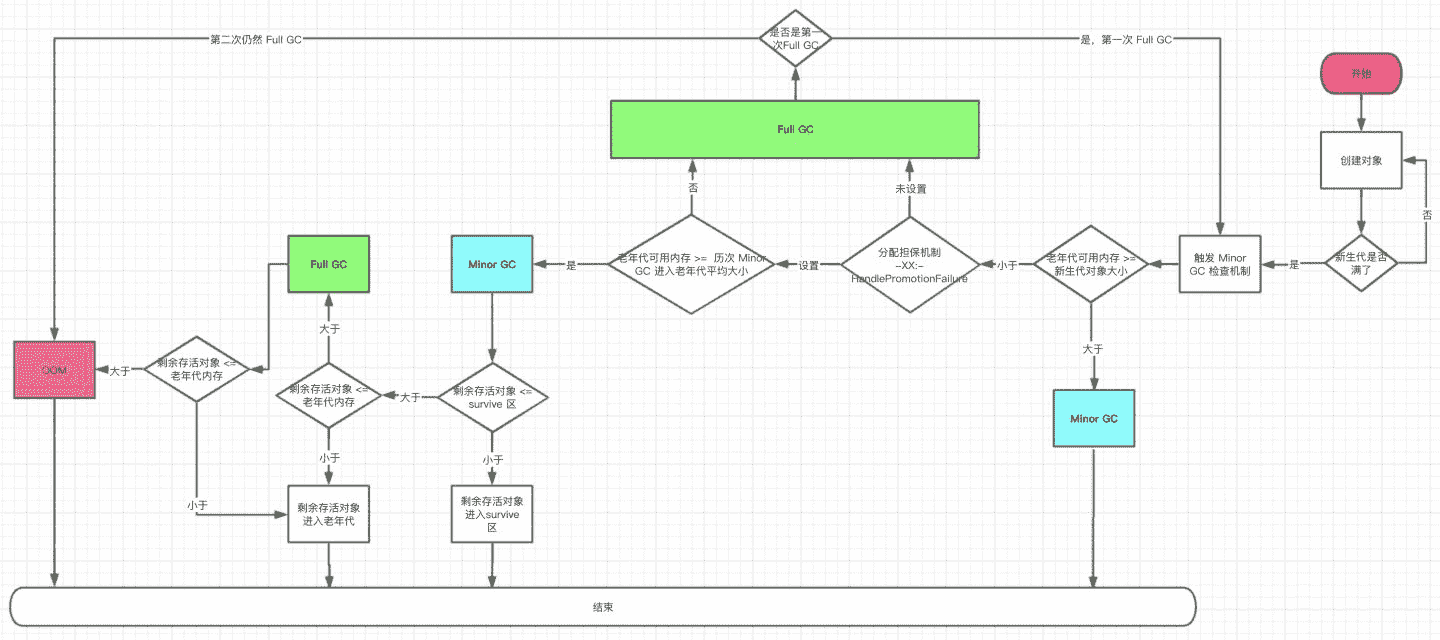 是否是第一
次Full GC
第二次仍然 Full GC
是，第一次 Full GC
开始
Full GC
创建对象
否
未设置
否
Full GC
Minor GC
是
老年代可用内存 >= 历次 Minor
GC 进入老年代平均大小
设置
分配担保机制
-XX:-
HandlePromotionFailure
小于
老年代可用内存 >=
新生代对象大小
触发 Minor
GC 检查机制
是
新生代是否
满了
大于
大于
OOM
大于
剩余存活对象 <=
老年代内存
剩余存活对象 <=
老年代内存
大于
剩余存活对象 <=
survive 区
Minor GC
小于
小于
小于
剩余存活对象
进入老年代
剩余存活对象
进入survive
区
结束